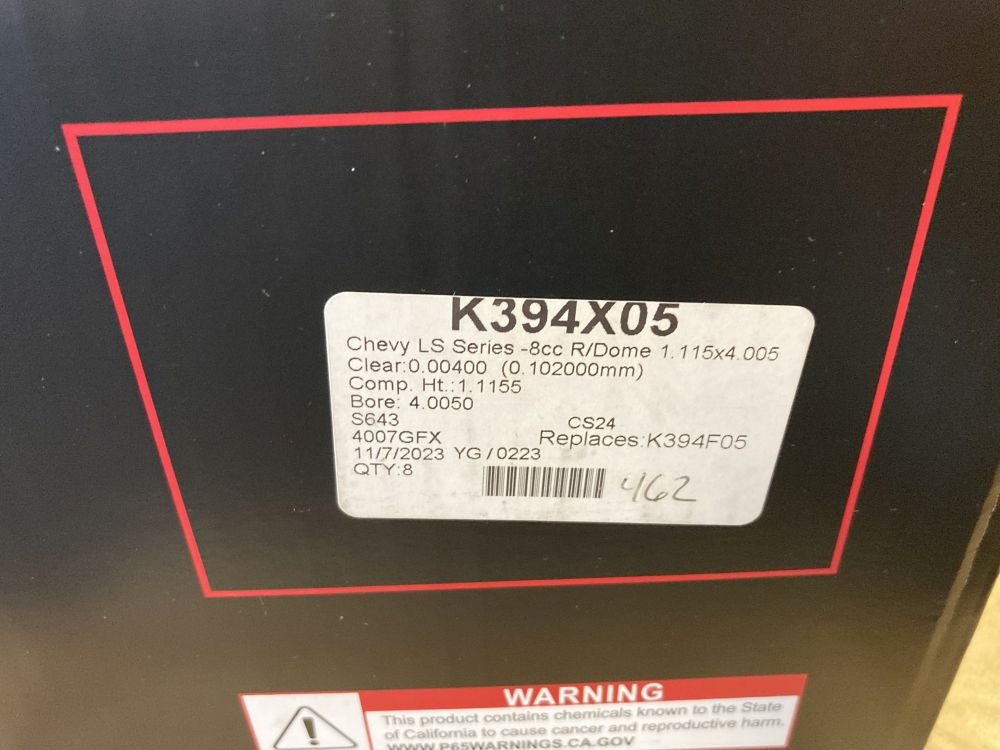 K394X05
Chevy LS Series -8cc R/Dome 1.115x4.005
Clear:0.00400 (0.102000mm)
Comp. Ht.:1.1155
Bore: 4.0050
S643 CS24
4007GFX Replaces:K394F05
11/7/2023 YG/0223
QTY:8 462
WARNING
This product contains chemicals known to the State
of California to cause cancer and reproductive harm.
WWW.P65WARNINGS.CA.GOV